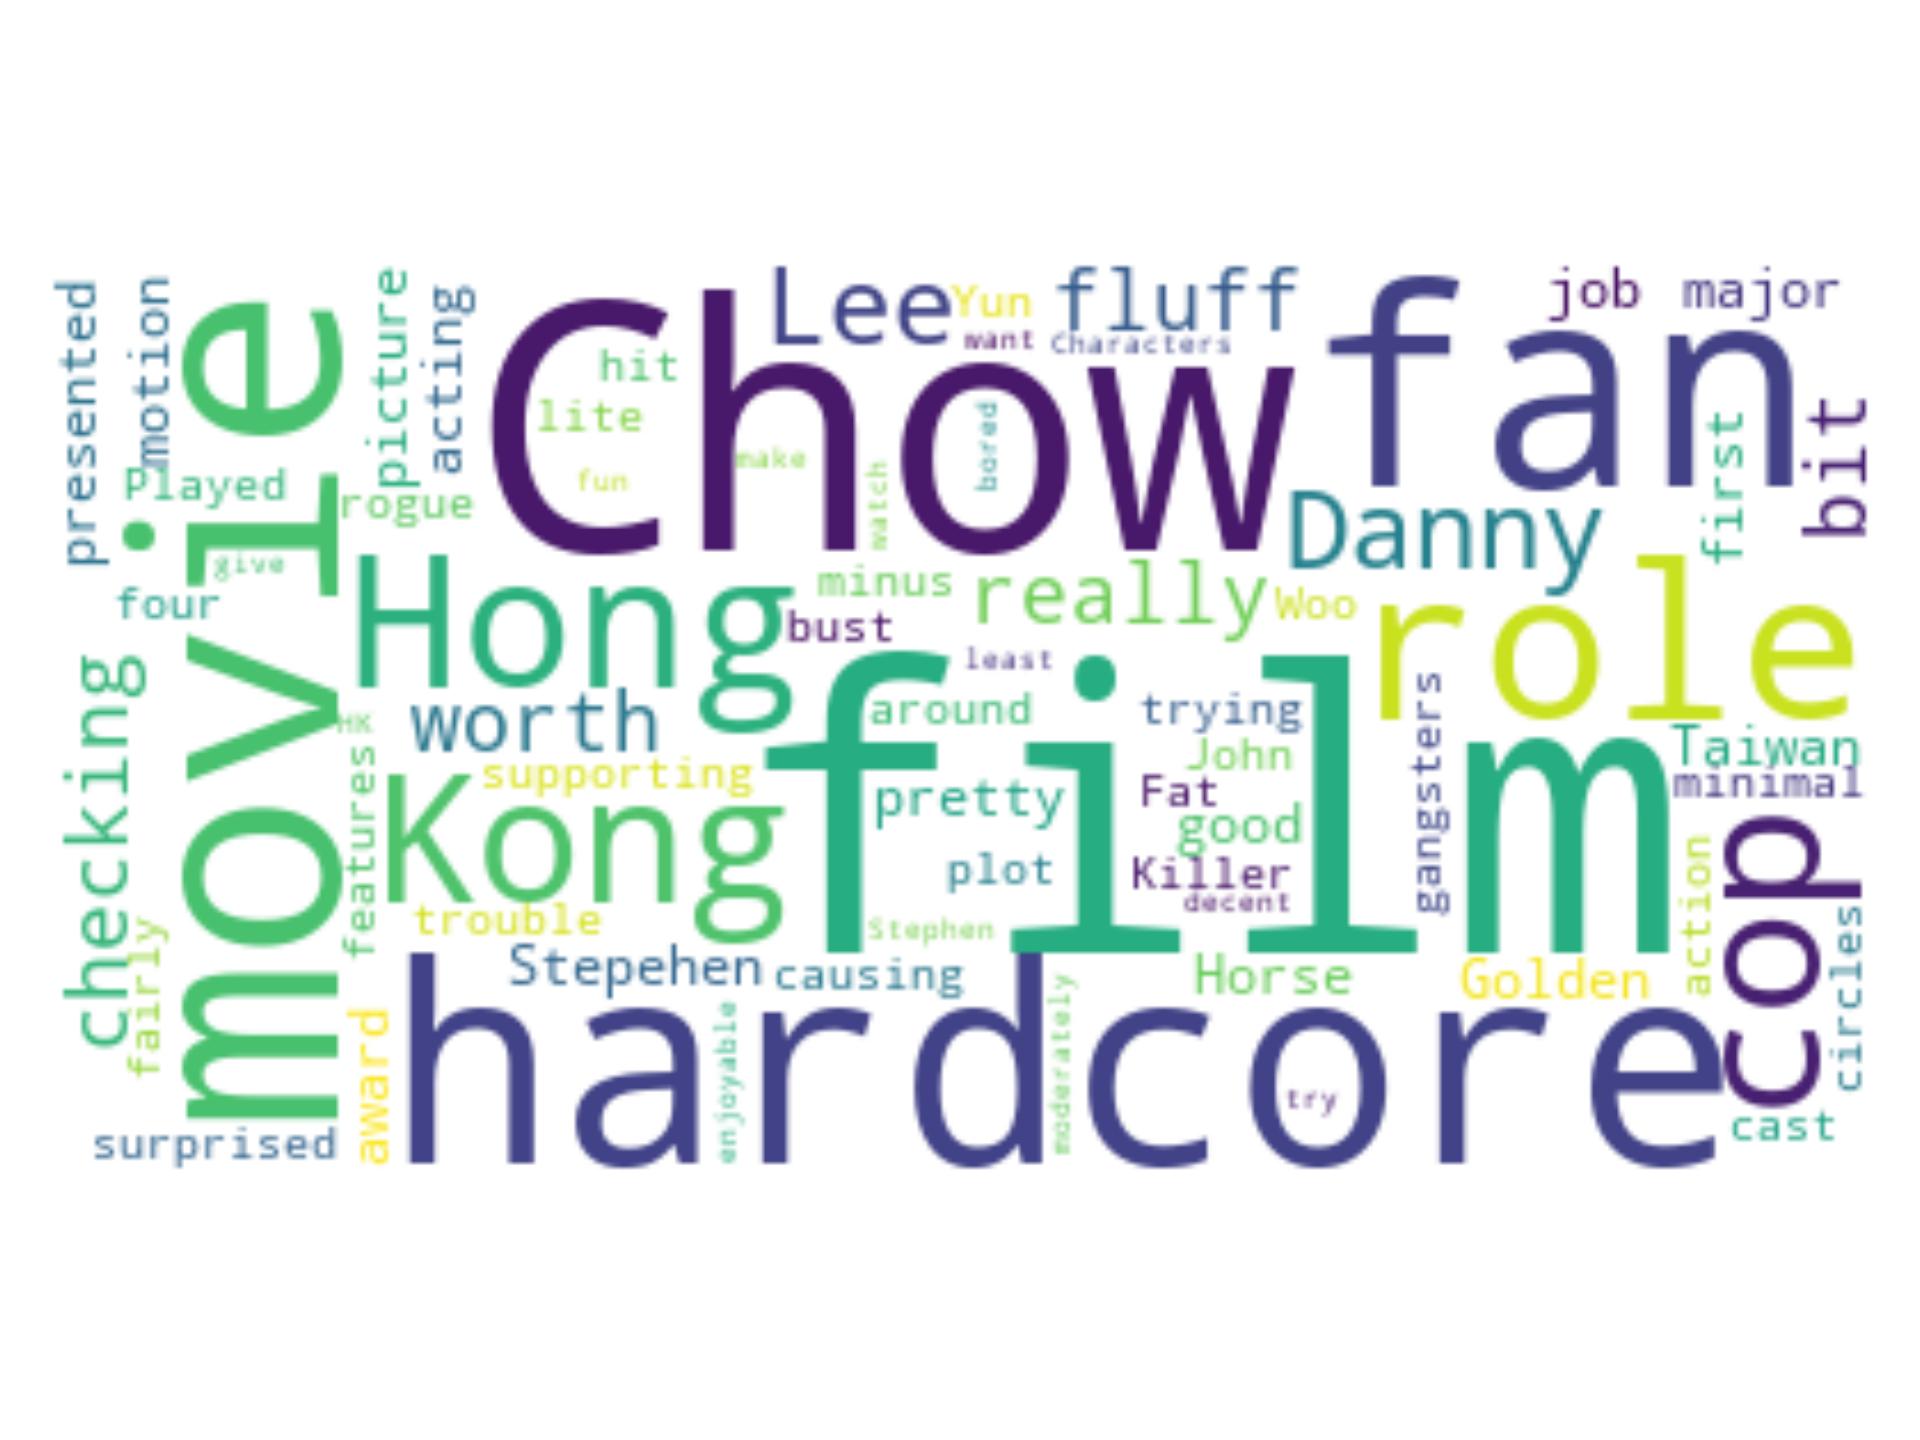 presented
motion
movie
picture
acting
Chow
Lee
Yun
fluff
want
Characters
fan
job
major
hit
lite
make
fun
watch
bored
first
bit
Played
rogue
give
four
Danny
Hong
minus
really
Woo
role
bust
least
checking
worth
HK
features
film
around
trying
John
gangsters
Taiwan
minimal
supporting
Kong
pretty
Fat
good
plot
Killer
decent
action
cop
circles
trouble
Stephen
fairly
Stepehen
causing
Horse
Golden
award
hardcore
enjoyable
moderately
try
surprised
cast